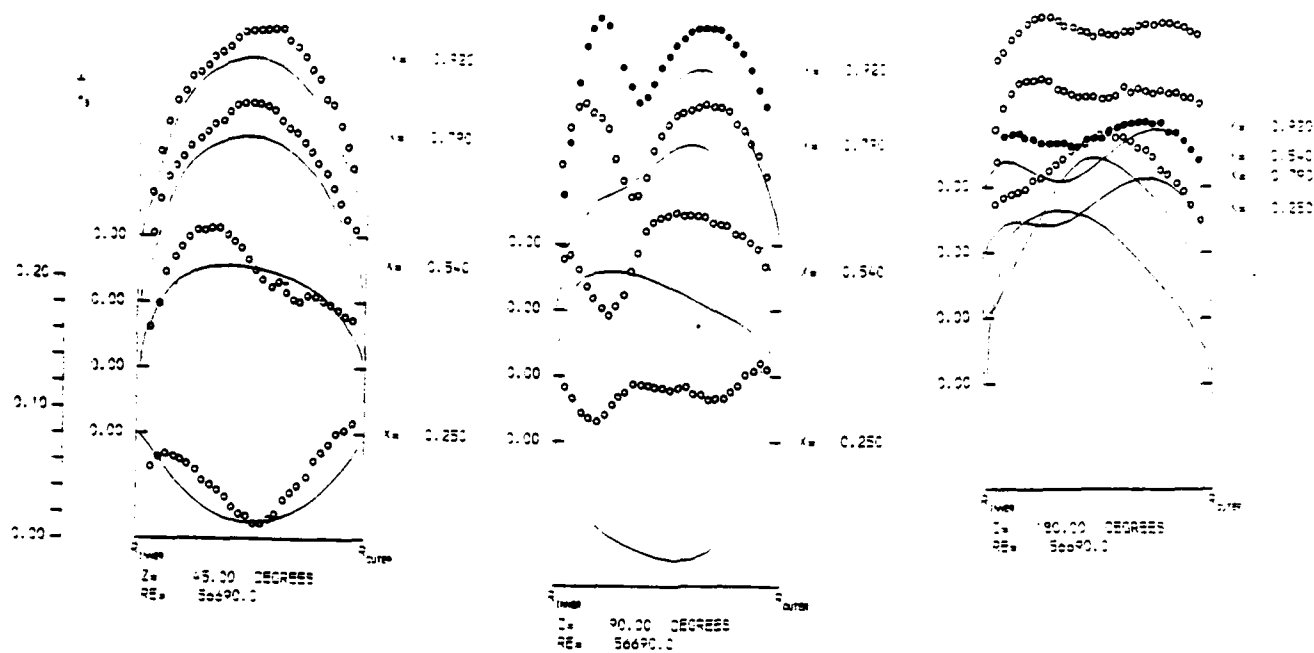 X= 0.920
X= 0.790
0.00
X= 0.540
0.20
0.00
0.00
0.10
0.00
X= 0.250
0.00
R INNER
R OUTER
Z= 45.00 DEGREES
RE= 56690.0
X= 0.920
X= 0.790
0.00
X= 0.540
0.00
0.00
0.00
X= 0.250
R INNER
R OUTER
Z= 90.00 DEGREES
RE= 56690.0
X= 0.920
X= 0.540
0.00
X= 0.790
X= 0.250
0.00
0.00
0.00
R INNER
R OUTER
Z= 180.00 DEGREES
RE= 56690.0